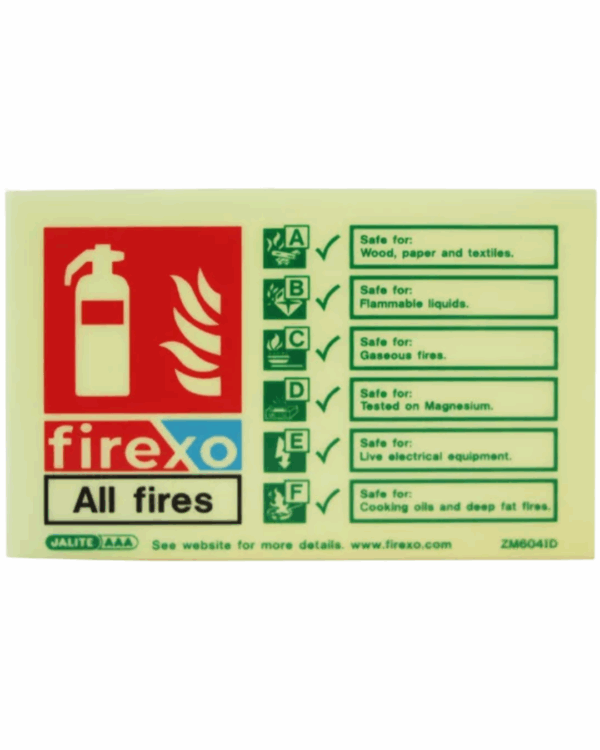 A
Safe for:
Wood, paper and textiles.
B
Safe for:
Flammable liquids.
C
Safe for:
Gaseous fires.
D
Safe for:
Tested on Magnesium.
E
Safe for:
Live electrical equipment.
F
Safe for:
Cooking oils and deep fat fires.
firexo
All fires
JALITE AAA See website for more details. www.firexo.com ZM6041D